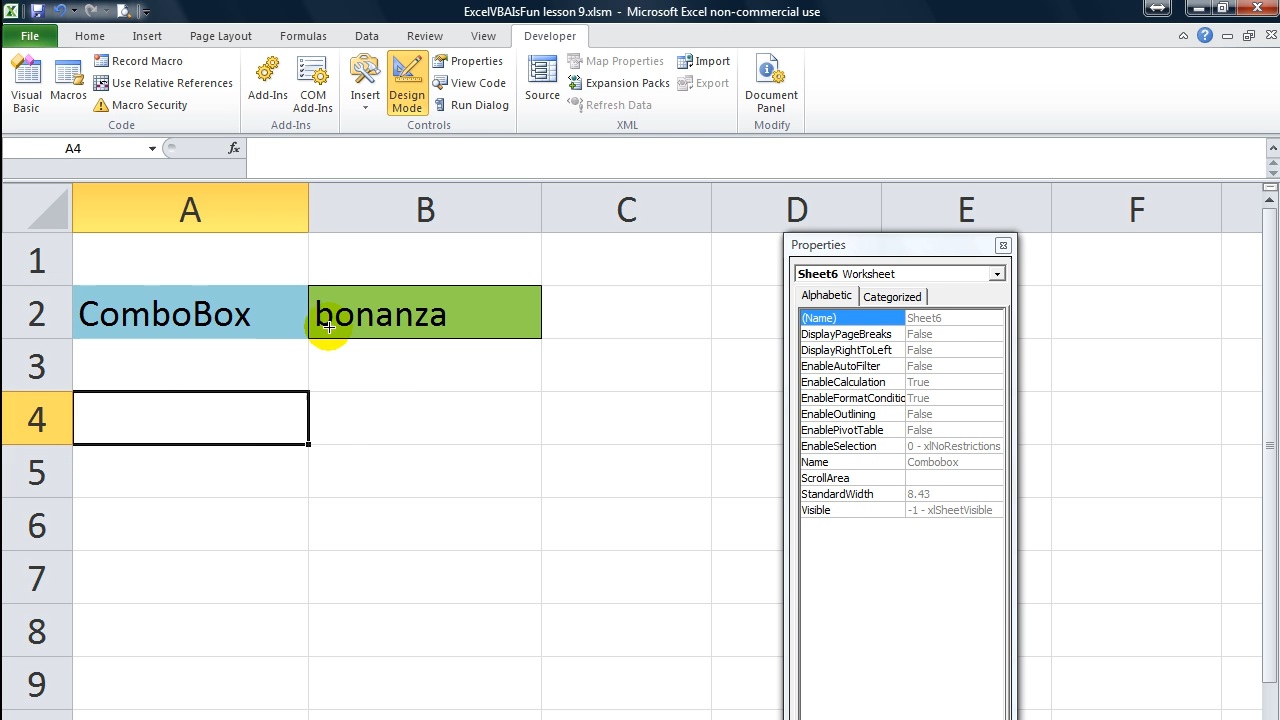 ExcelVBAIsFun lesson 9.xlsm - Microsoft Excel non-commercial use
File Home Insert Page Layout Formulas Data Review View Developer
Visual Basic
Macros
Record Macro
Use Relative References
Macro Security
Code
Add-Ins
COM Add-Ins
Add-Ins
Insert
Design Mode
Properties
View Code
Run Dialog
Controls
Source
Map Properties
Expansion Packs
Refresh Data
Import
Export
XML
Document Panel
Modify
A4 fx
A B C D E F
1
2 ComboBox bonanza
3
4
5
6
7
8
9
Properties
Sheet6 Worksheet
Alphabetic Categorized
(Name) Sheet6
DisplayPageBreaks False
DisplayRightToLeft False
EnableAutoFilter False
EnableCalculation True
EnableFormatConditio True
EnableOutlining False
EnablePivotTable False
EnableSelection 0 - xlNoRestrictions
Name Combobox
ScrollArea
StandardWidth 8.43
Visible -1 - xlSheetVisible